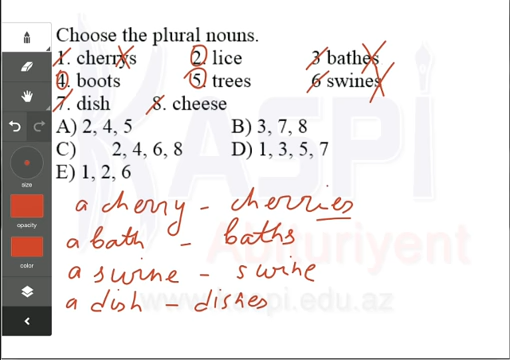 Choose the plural nouns.
1. cherrys 2. lice 3 bathes
4. boots 5. trees 6 swines
7. dish 8. cheese
A) 2, 4, 5 B) 3, 7, 8
C) 2, 4, 6, 8 D) 1, 3, 5, 7
E) 1, 2, 6
a cherry - cherries
a bath - baths
a swine - swine
a dish - dishes
size
opacity
color
KASPI
Abituriyent
www.kaspi.edu.az